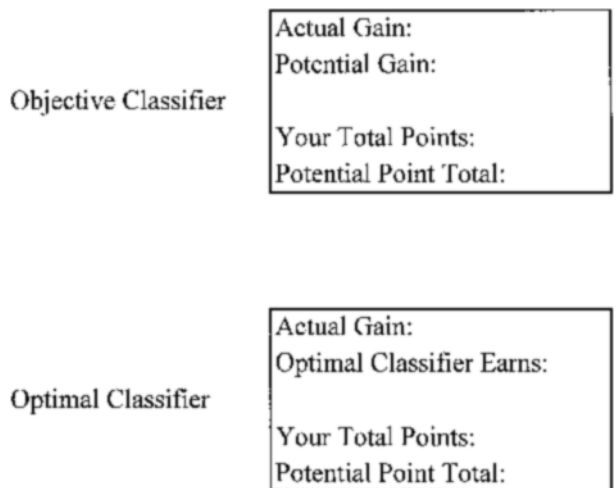 Actual Gain:
Potential Gain:
Objective Classifier
Your Total Points:
Potential Point Total:
Actual Gain:
Optimal Classifier Earns:
Optimal Classifier
Your Total Points:
Potential Point Total: